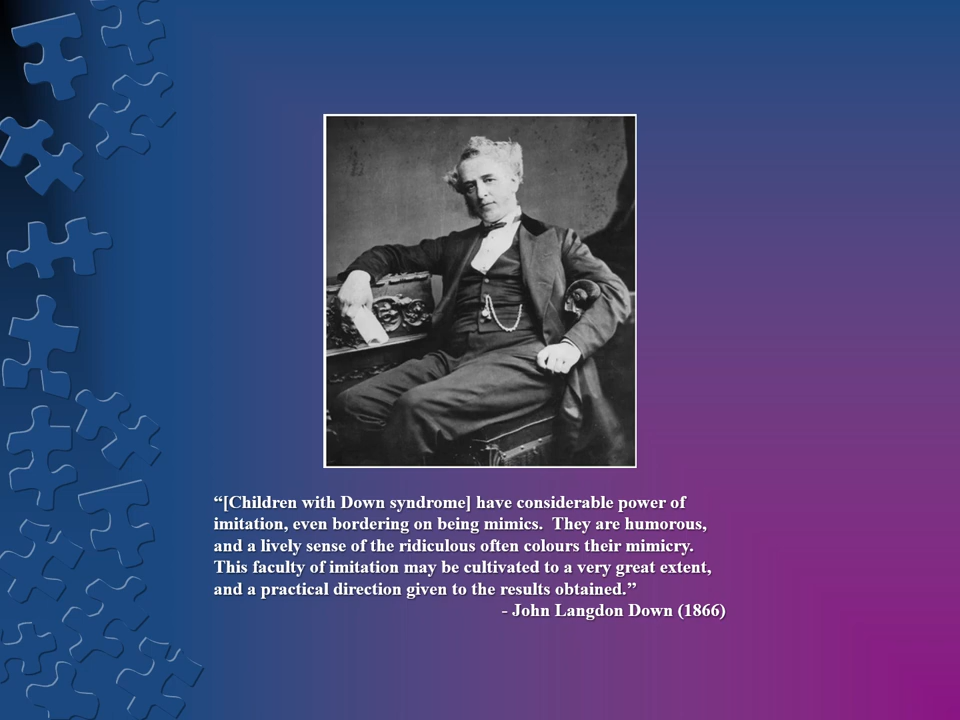 “[Children with Down syndrome] have considerable power of
imitation, even bordering on being mimics.  They are humorous,
and a lively sense of the ridiculous often colours their mimicry.
This faculty of imitation may be cultivated to a very great extent,
and a practical direction given to the results obtained.”
- John Langdon Down (1866)